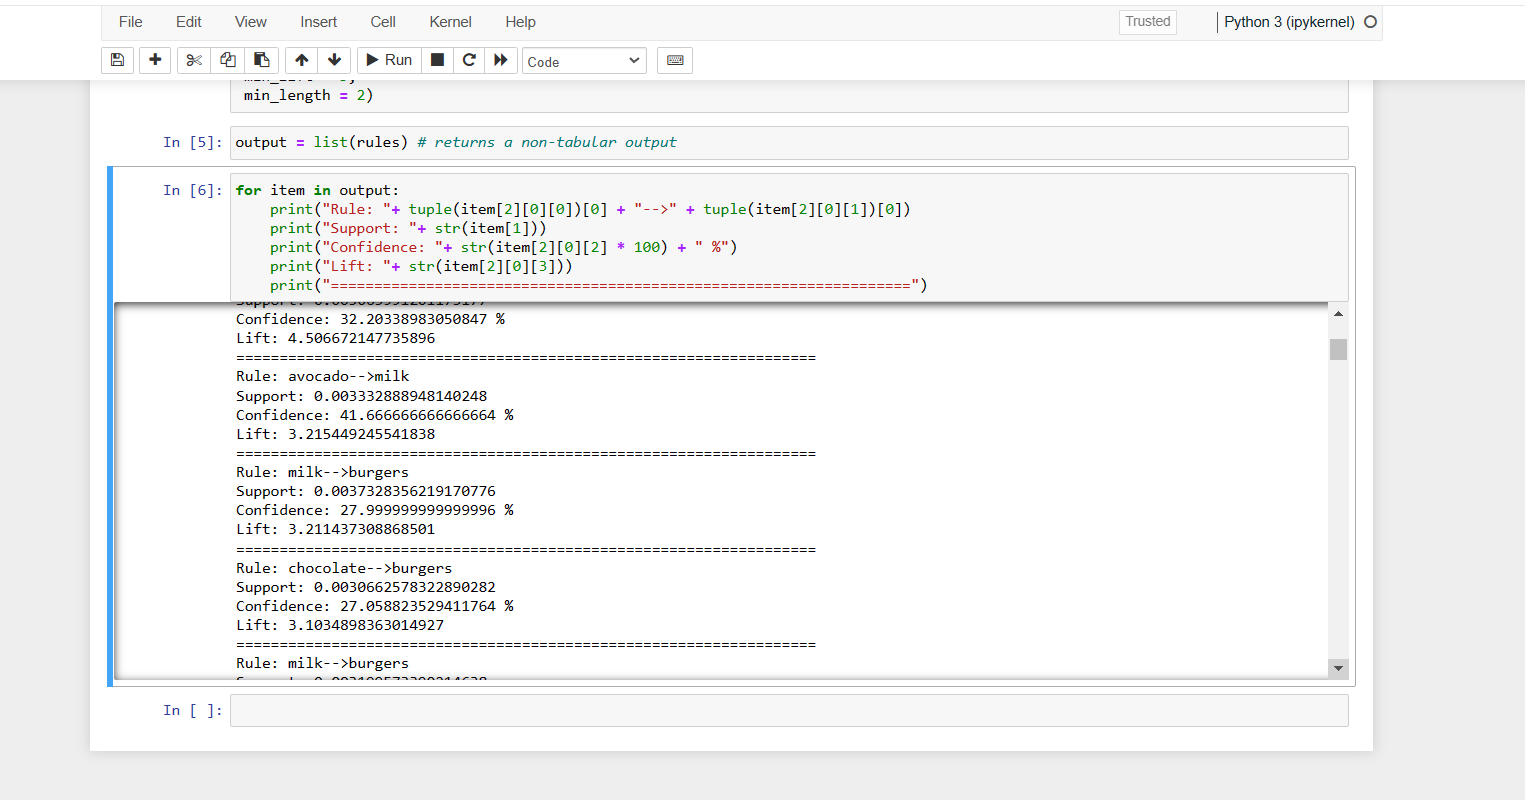 File Edit View Insert Cell Kernel Help Trusted Python 3 (ipykernel)
Run Code
min_length = 2)
In [5]: output = list(rules) # returns a non-tabular output
In [6]: for item in output:
print("Rule: "+ tuple(item[2][0][0])[0] + "-->" + tuple(item[2][0][1])[0])
print("Support: "+ str(item[1]))
print("Confidence: "+ str(item[2][0][2] * 100) + " %")
print("Lift: "+ str(item[2][0][3]))
print("===================================================================")
Confidence: 32.20338983050847 %
Lift: 4.506672147735896
===================================================================
Rule: avocado-->milk
Support: 0.003332888948140248
Confidence: 41.666666666666664 %
Lift: 3.215449245541838
===================================================================
Rule: milk-->burgers
Support: 0.0037328356219170776
Confidence: 27.999999999999996 %
Lift: 3.211437308868501
===================================================================
Rule: chocolate-->burgers
Support: 0.0030662578322890282
Confidence: 27.058823529411764 %
Lift: 3.1034898363014927
===================================================================
Rule: milk-->burgers
In [ ]: